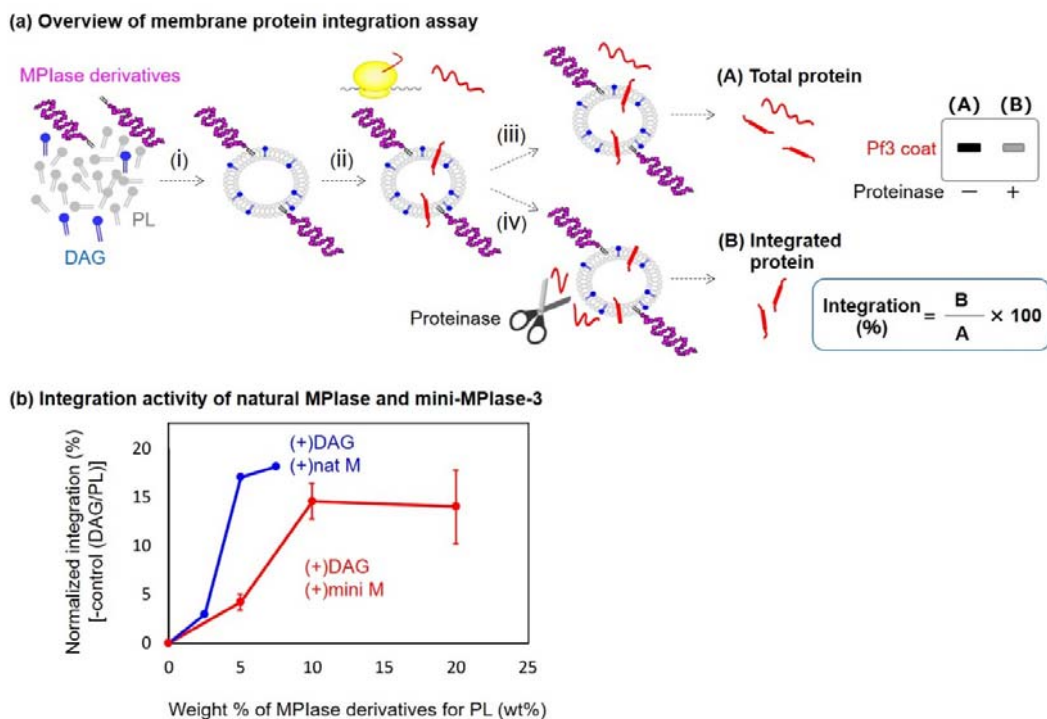 (a) Overview of membrane protein integration assay
MPIase derivatives
PL
DAG
(i)
(ii)
(iii)
(iv)
Proteinase
(A) Total protein
(A) (B)
Pf3 coat
Proteinase — +
(B) Integrated
protein
Integration
(%)
= B
A
× 100
(b) Integration activity of natural MPIase and mini-MPIase-3
Normalized integration (%)
[-control (DAG/PL)]
20
15
10
5
0
(+)DAG
(+)nat M
(+)DAG
(+)mini M
0 5 10 15 20 25
Weight % of MPIase derivatives for PL (wt%)